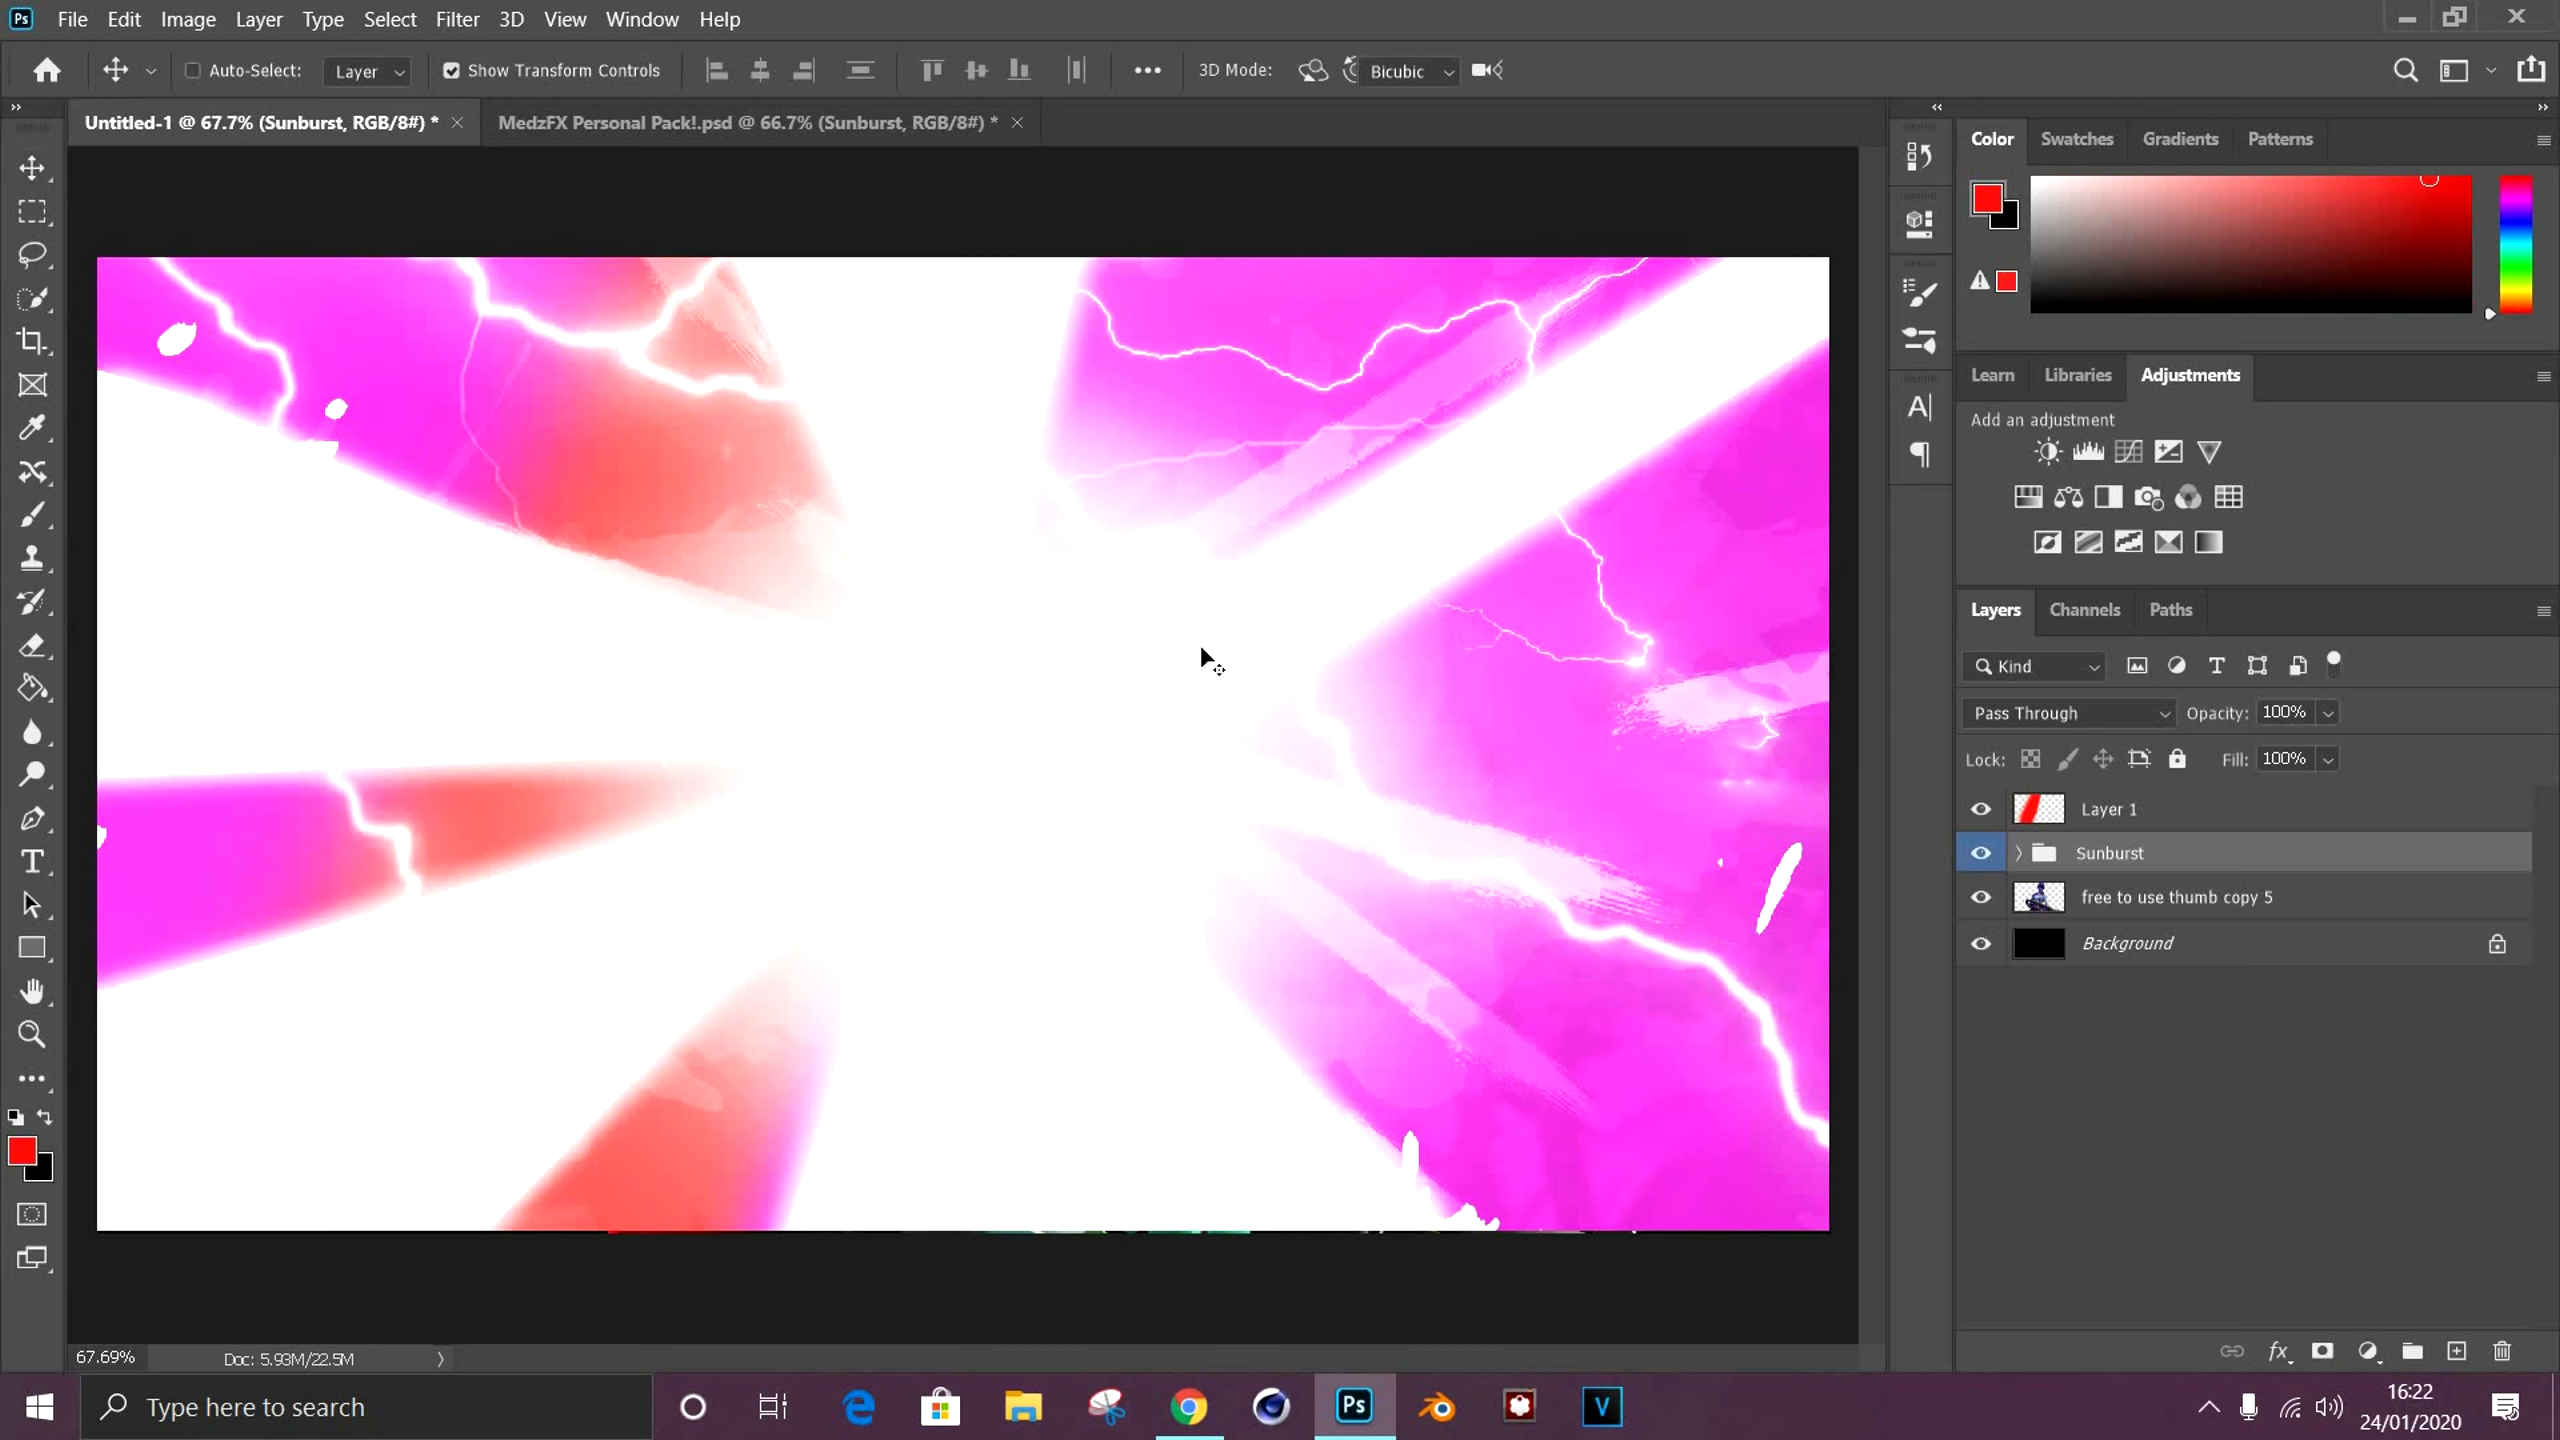 Ps File Edit Image Layer Type Select Filter 3D View Window Help
Auto-Select: Layer Show Transform Controls 3D Mode: Bicubic
Untitled-1 @ 67.7% (Sunburst, RGB/8#) * MedzFX Personal Pack!.psd @ 66.7% (Sunburst, RGB/8#) *
Color Swatches Gradients Patterns
Learn Libraries Adjustments
Add an adjustment
Layers Channels Paths
Kind
Pass Through Opacity: 100%
Lock: Fill: 100%
Layer 1
Sunburst
free to use thumb copy 5
Background
67.69% Doc: 5.93M/22.5M
fx
Type here to search
Ps
V
16:22
24/01/2020